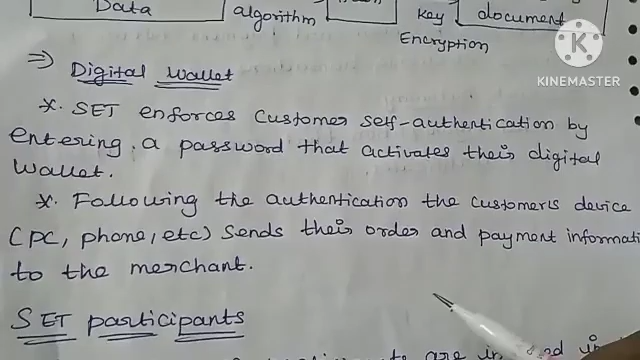 Data
algorithm
key
document
Encryption
K
KINEMASTER
⇒ Digital Wallet
*. SET enforces customer self-authentication by
entering a password that activates their digital
wallet.
*. Following the authentication the customer's device
(PC, phone, etc) sends their order and payment informati
to the merchant.
SET participants
are